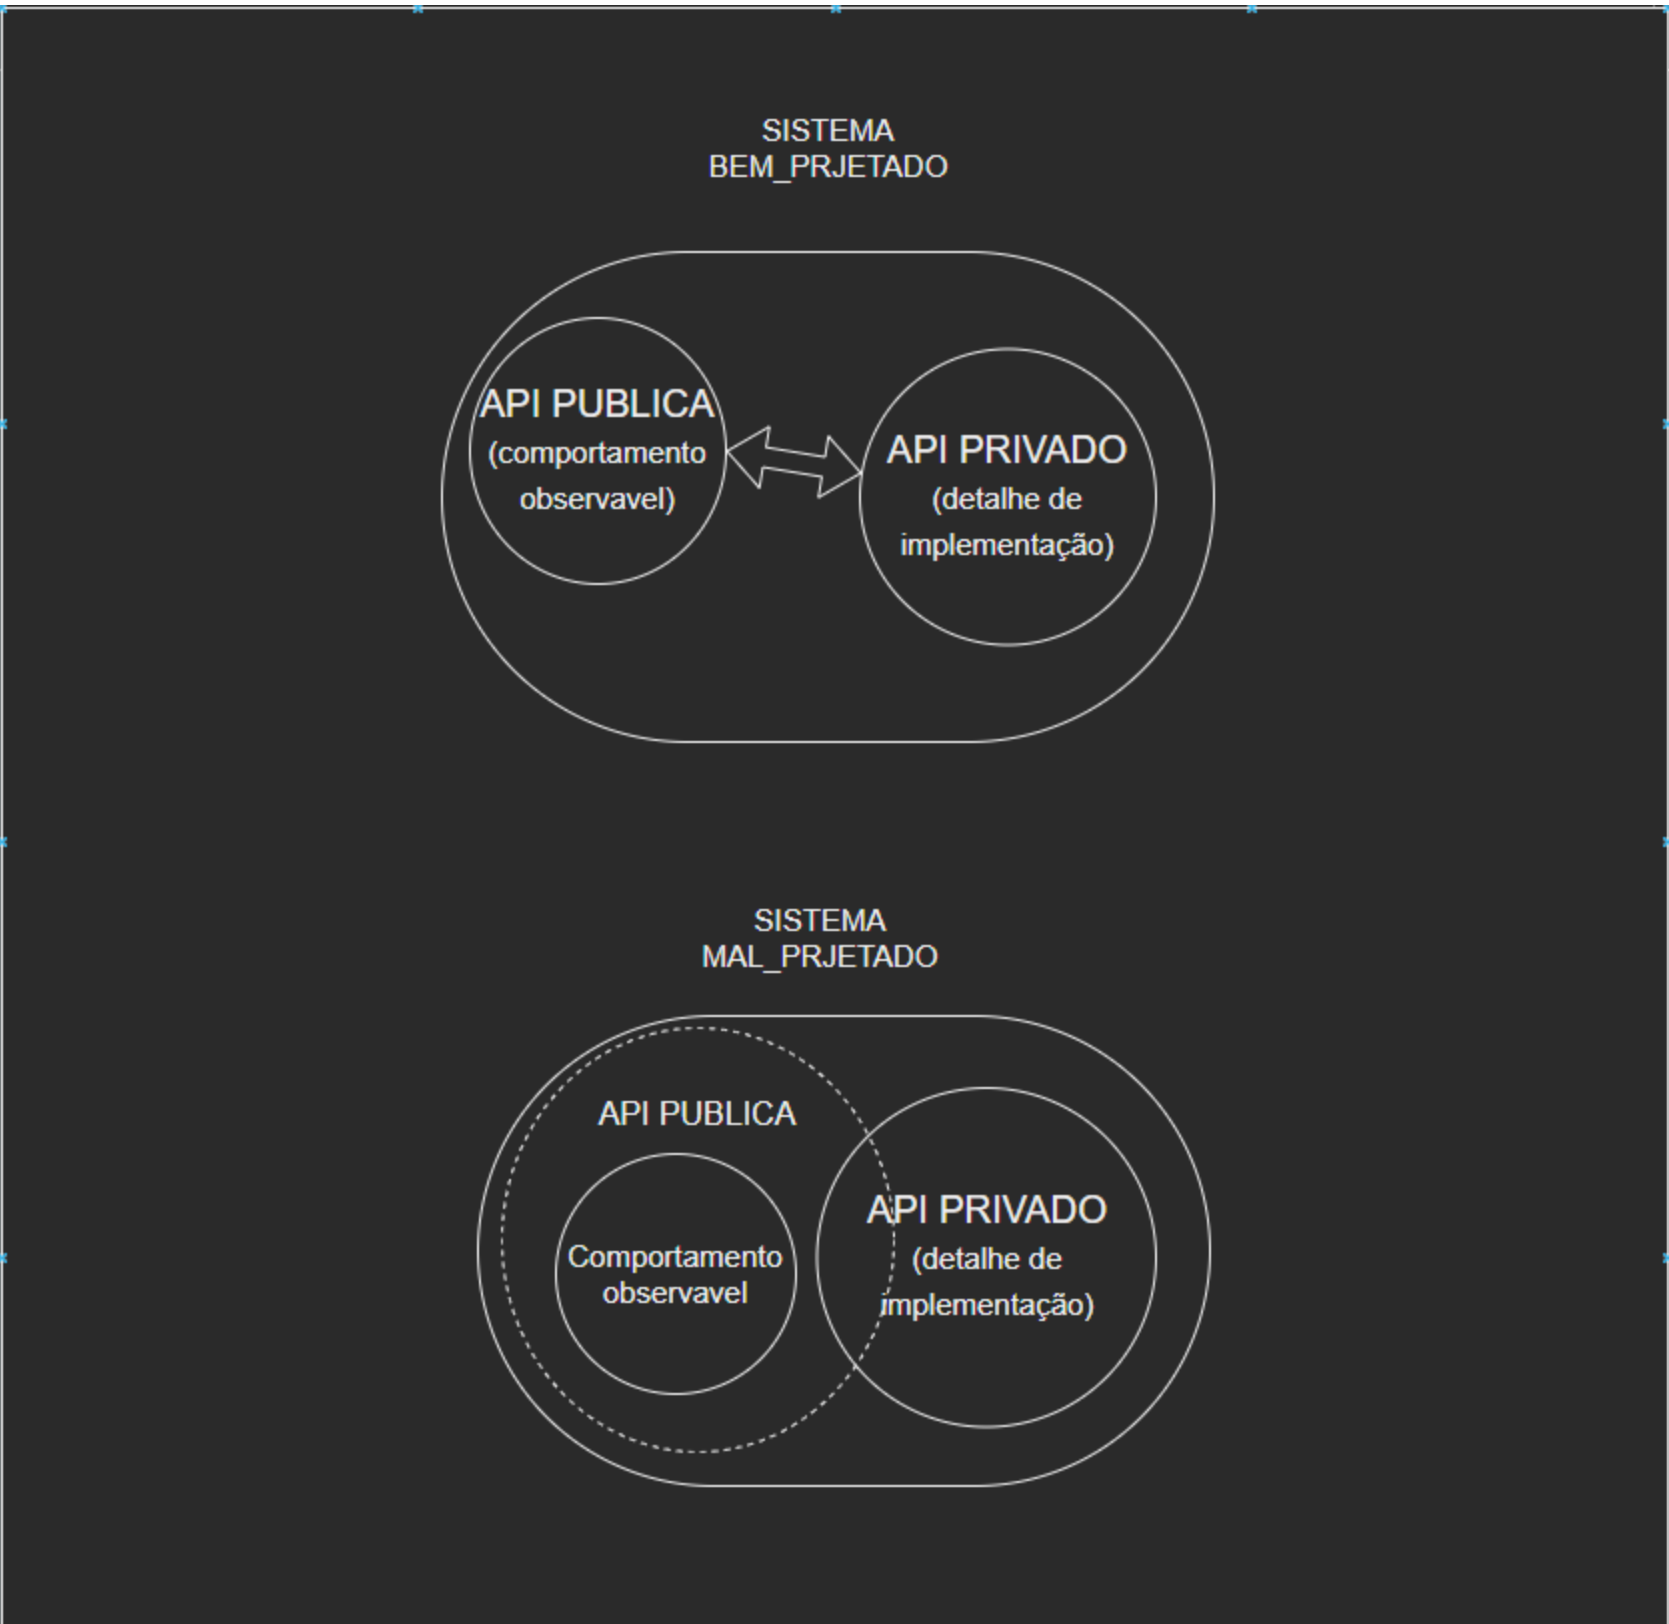 SISTEMA
BEM_PRJETADO
API PUBLICA
(comportamento
observavel)
API PRIVADO
(detalhe de
implementação)
SISTEMA
MAL_PRJETADO
API PUBLICA
Comportamento
observavel
API PRIVADO
(detalhe de
implementação)